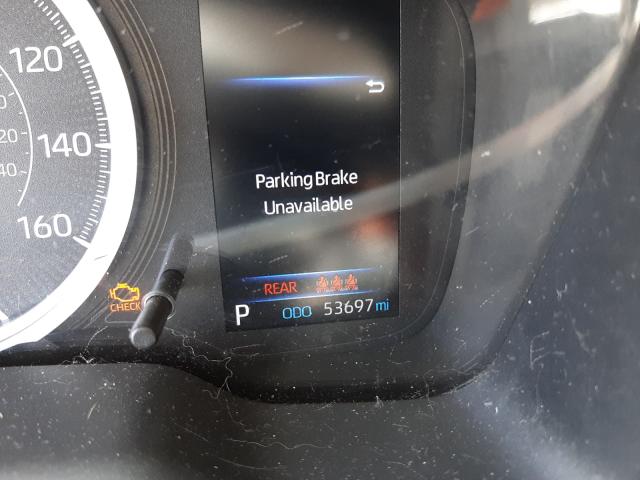 120
140
160
Parking Brake
Unavailable
CHECK
REAR
P ODO 53697 mi